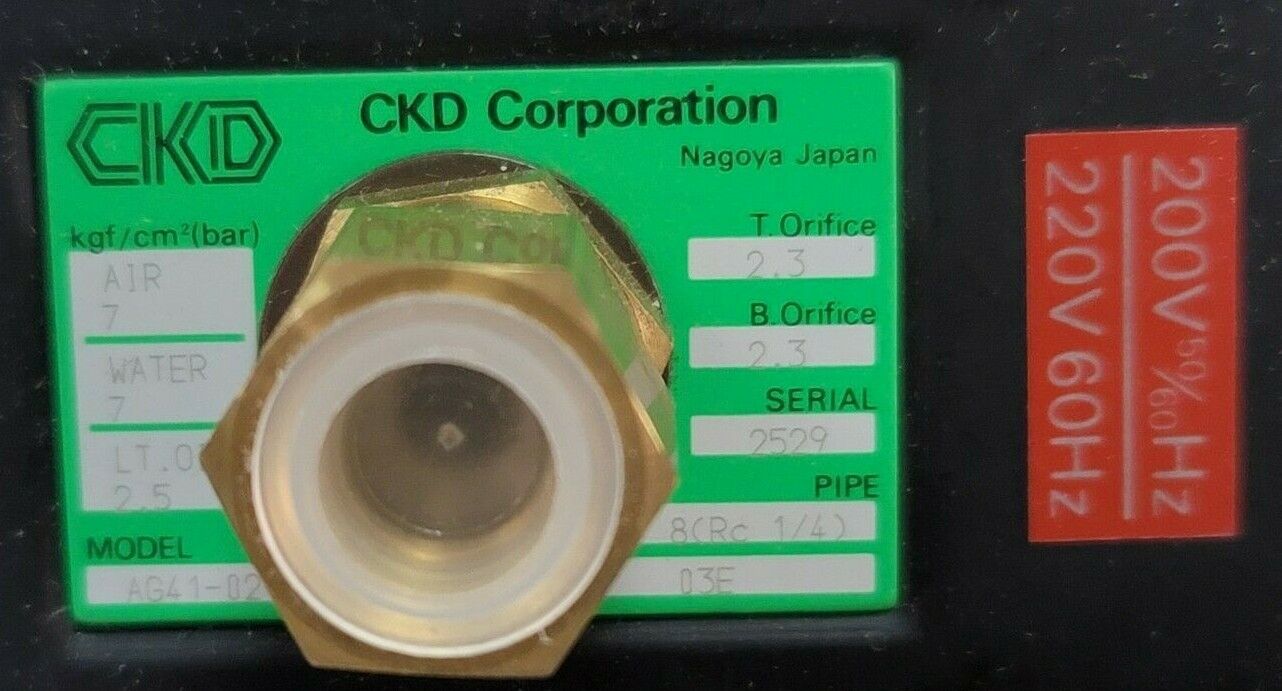 CKD
CKD Corporation
Nagoya Japan
kgf/cm²(bar)
AIR
7
WATER
7
LT.O
2.5
MODEL
AG41-02
03E
T.Orifice
2.3
B.Orifice
2.3
SERIAL
2529
PIPE
8(Rc 1/4)
200V 50/60Hz
220V 60Hz